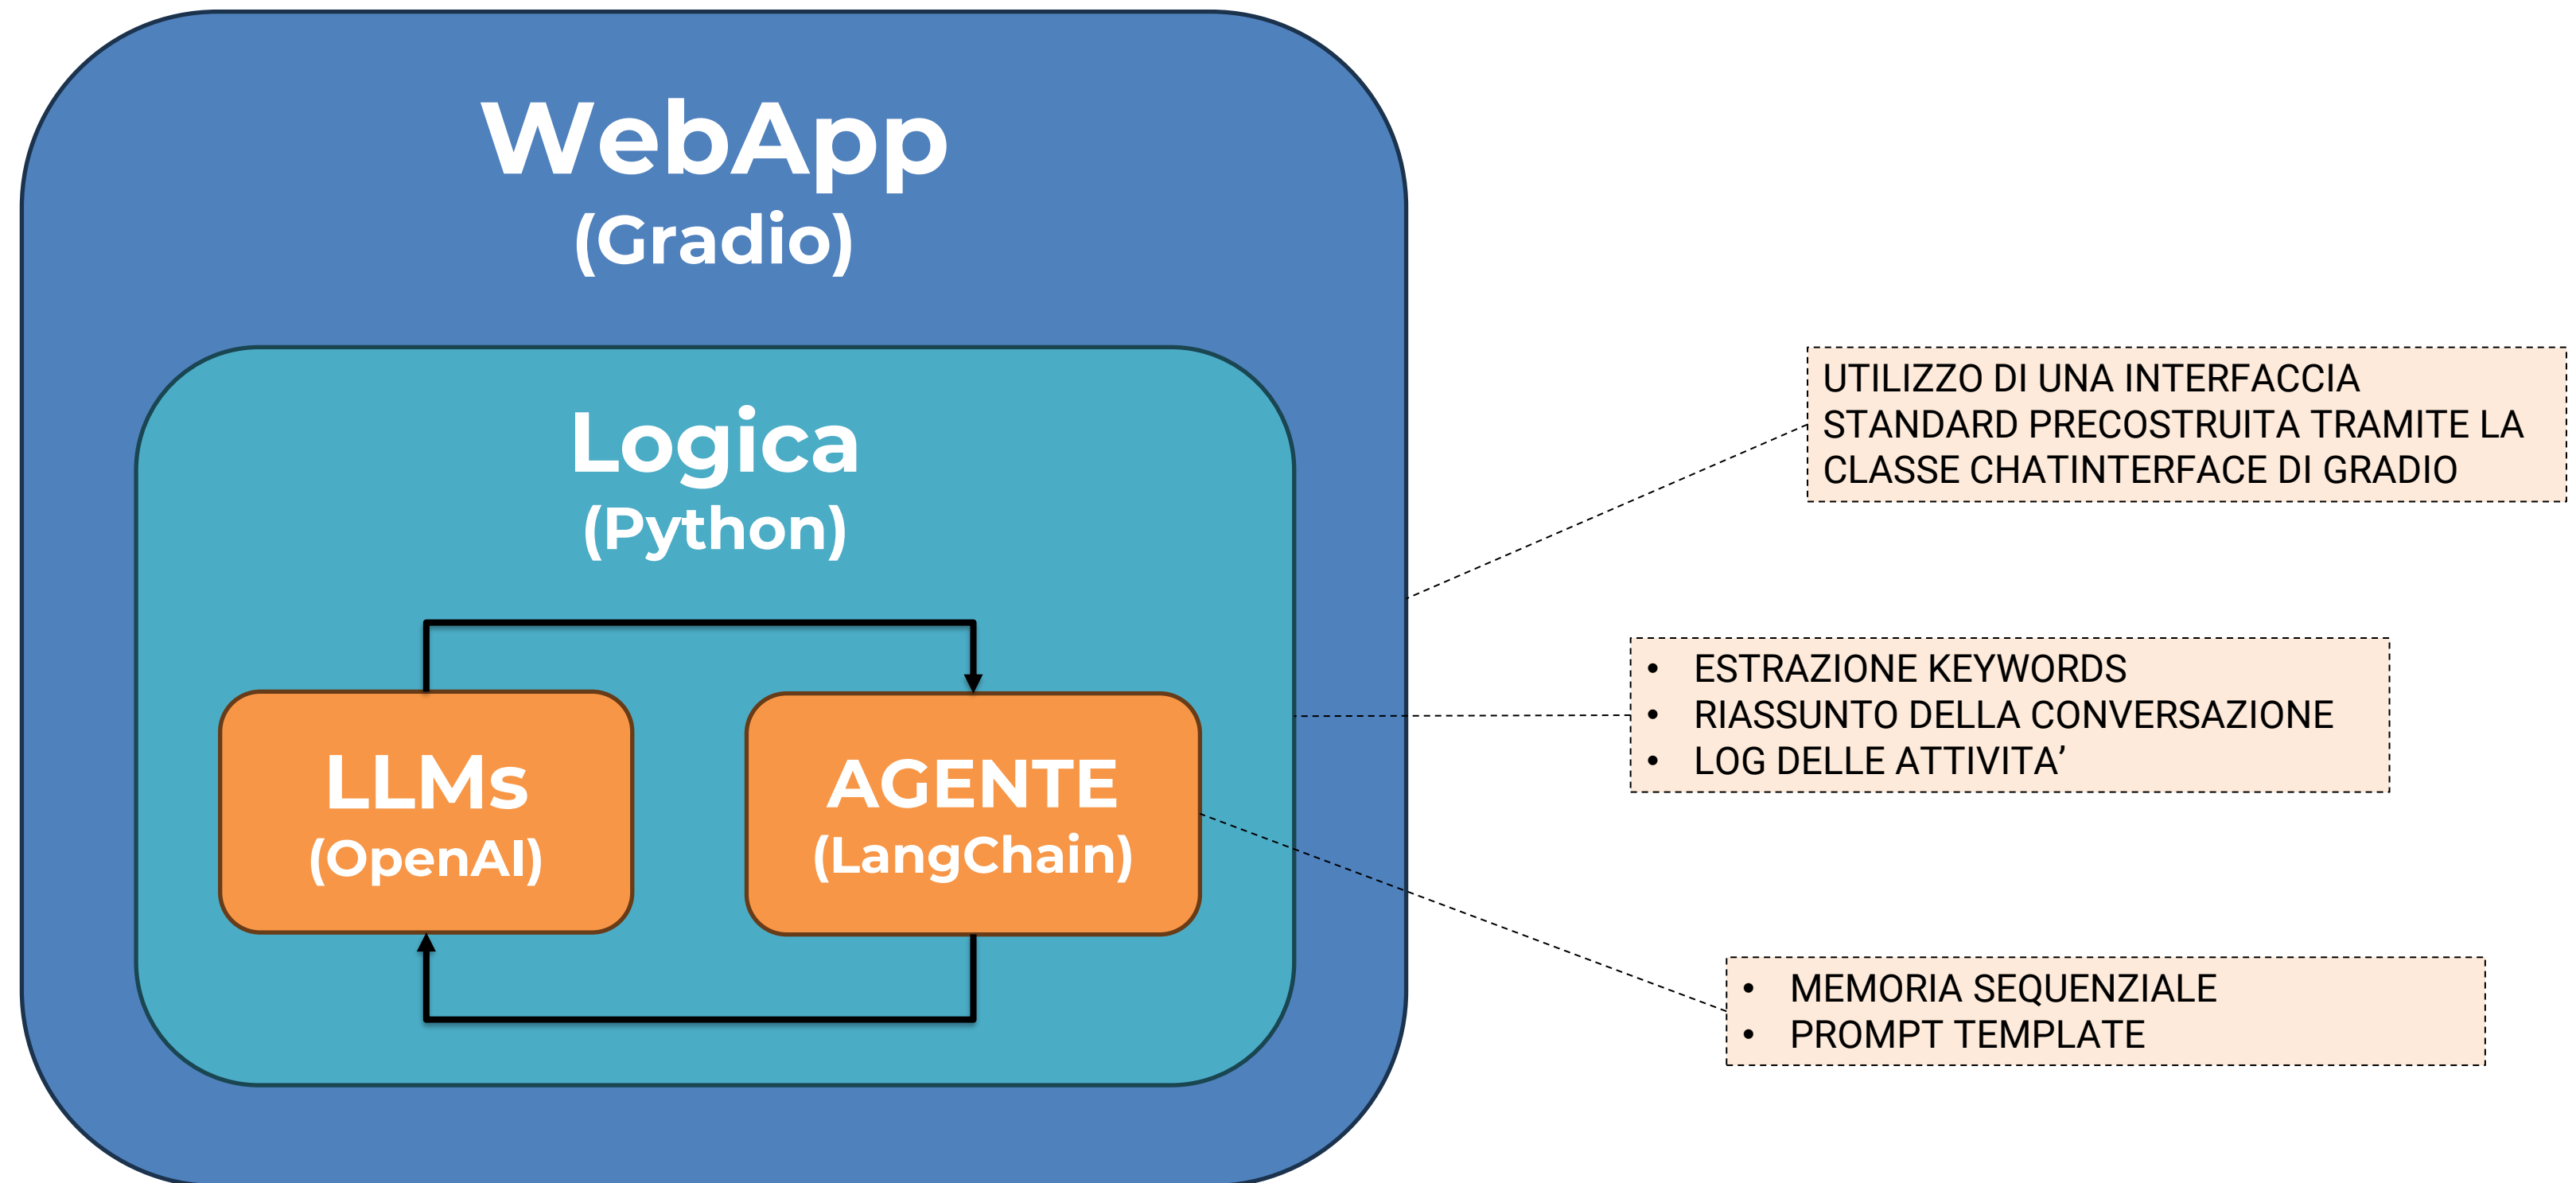 WebApp
(Gradio)
Logica
(Python)
LLMs
(OpenAI)
AGENTE
(LangChain)
UTILIZZO DI UNA INTERFACCIA
STANDARD PRECOSTRUITA TRAMITE LA
CLASSE CHATINTERFACE DI GRADIO
• ESTRAZIONE KEYWORDS
• RIASSUNTO DELLA CONVERSAZIONE
• LOG DELLE ATTIVITA’
• MEMORIA SEQUENZIALE
• PROMPT TEMPLATE